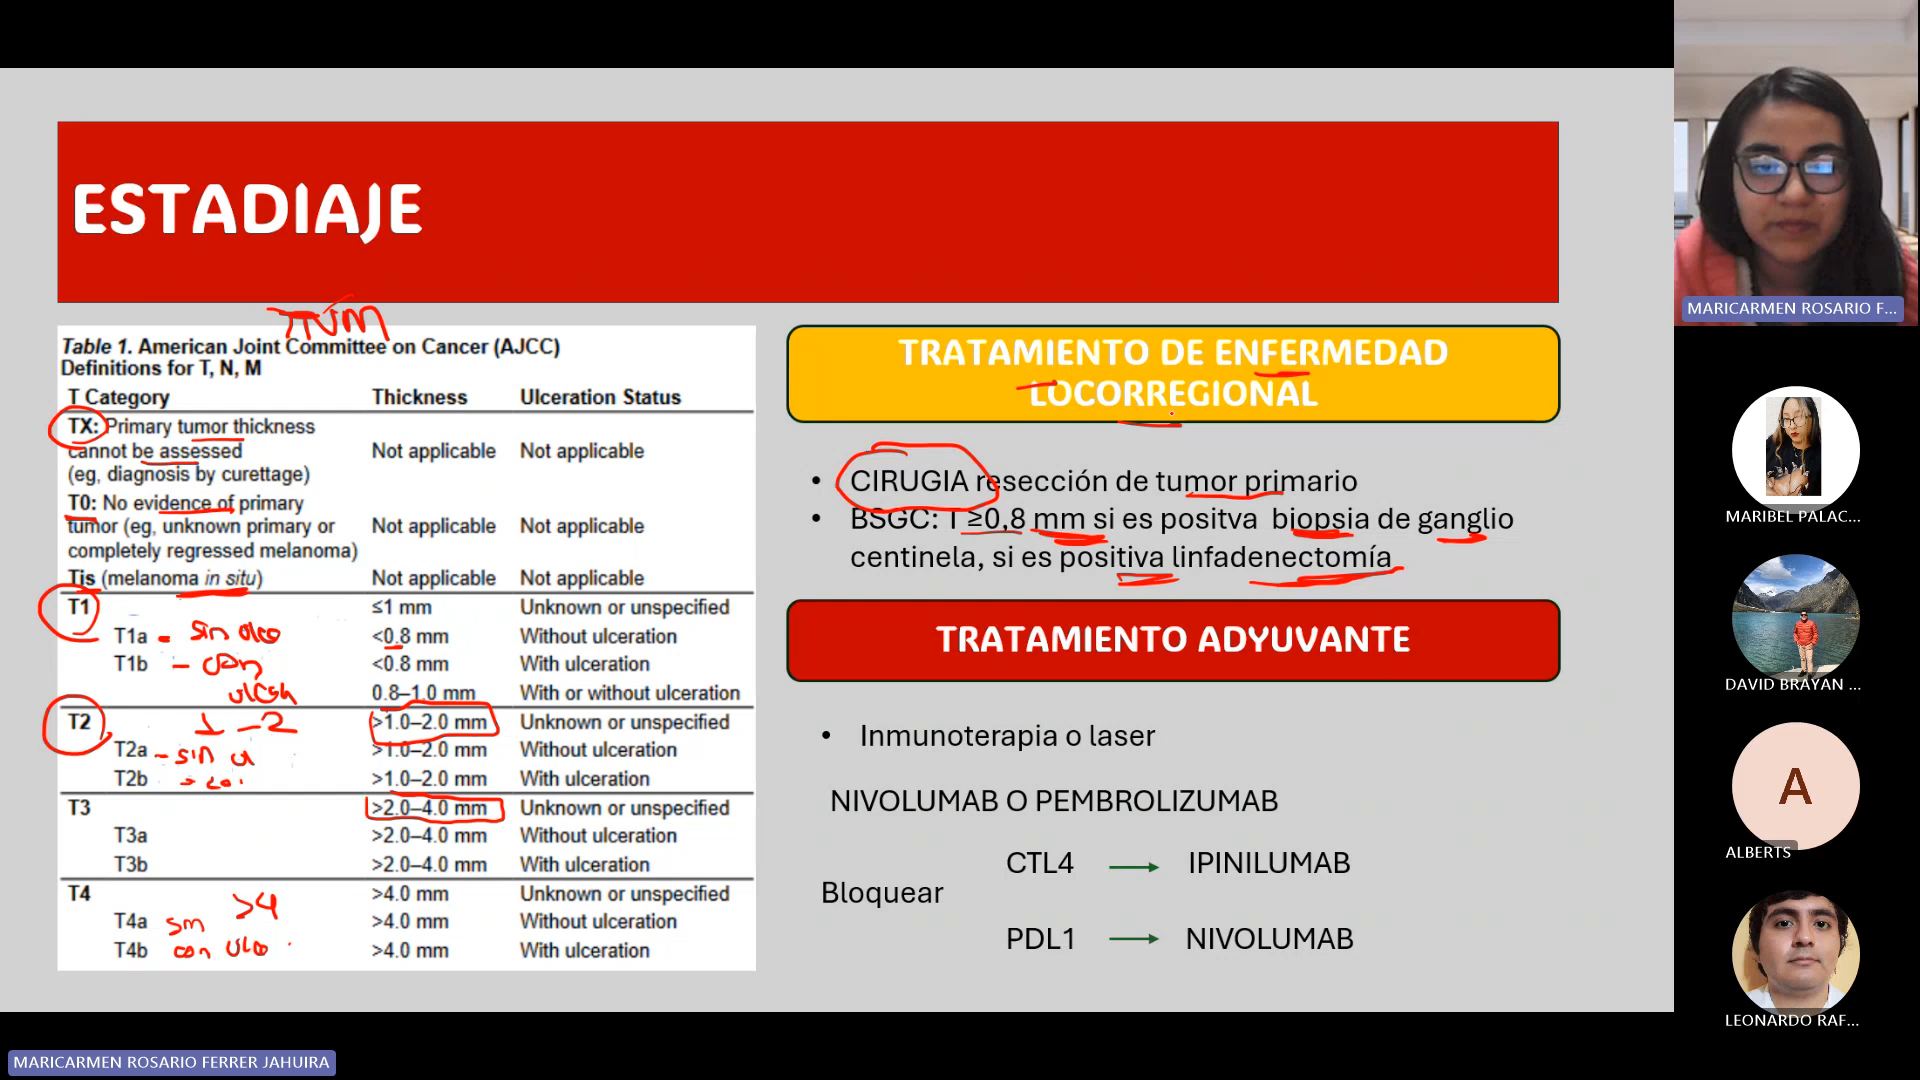 ESTADIAJE
TNM
Table 1. American Joint Committee on Cancer (AJCC)
Definitions for T, N, M
T Category Thickness Ulceration Status
TX: Primary tumor thickness
cannot be assessed Not applicable Not applicable
(eg, diagnosis by curettage)
T0: No evidence of primary
tumor (eg, unknown primary or Not applicable Not applicable
completely regressed melanoma)
Tis (melanoma in situ) Not applicable Not applicable
T1 ≤1 mm Unknown or unspecified
T1a - sin ulce <0.8 mm Without ulceration
T1b - con <0.8 mm With ulceration
0.8–1.0 mm With or without ulceration
T2 1-2 >1.0–2.0 mm Unknown or unspecified
T2a - sin u >1.0–2.0 mm Without ulceration
T2b >1.0–2.0 mm With ulceration
T3 >2.0–4.0 mm Unknown or unspecified
T3a >2.0–4.0 mm Without ulceration
T3b >2.0–4.0 mm With ulceration
T4 >4 >4.0 mm Unknown or unspecified
T4a sin >4.0 mm Without ulceration
T4b con ulce >4.0 mm With ulceration
TRATAMIENTO DE ENFERMEDAD
LOCORREGIONAL
• CIRUGIA resección de tumor primario
• BSGC: T ≥0,8 mm si es positva biopsia de ganglio
centinela, si es positiva linfadenectomía
TRATAMIENTO ADYUVANTE
• Inmunoterapia o laser
NIVOLUMAB O PEMBROLIZUMAB
CTL4 → IPINILUMAB
Bloquear
PDL1 → NIVOLUMAB
MARICARMEN ROSARIO F...
MARIBEL PALAC...
DAVID BRAYAN ...
A
ALBERTS
LEONARDO RAF...
MARICARMEN ROSARIO FERRER JAHUIRA